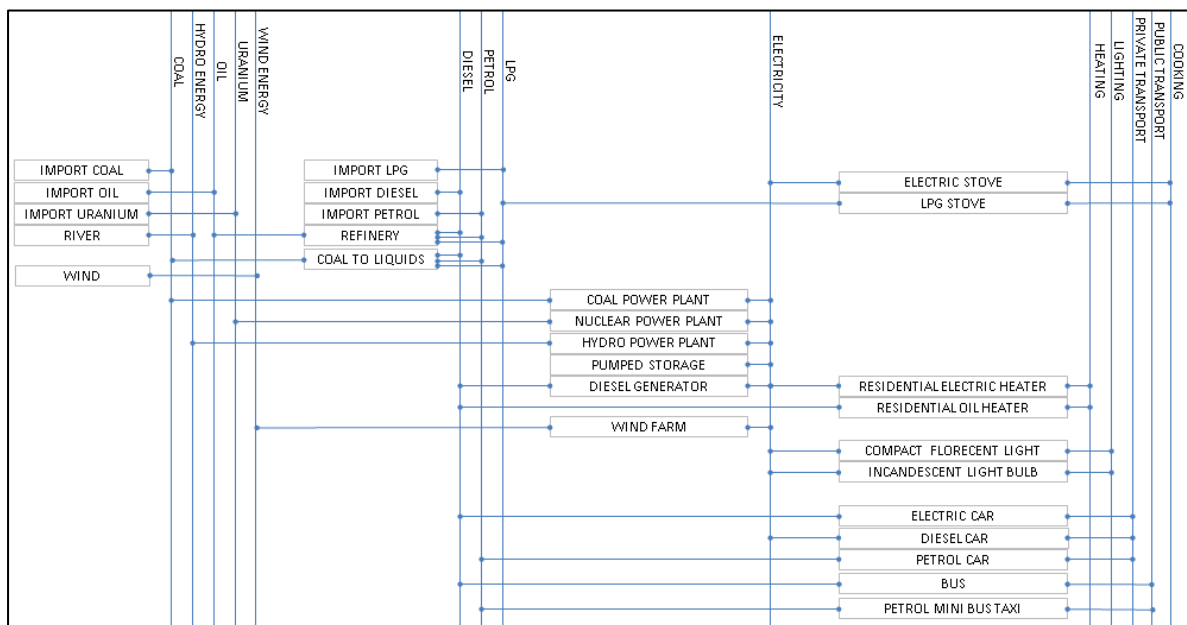 COAL
HYDRO ENERGY
OIL
URANIUM
WIND ENERGY
DIESEL
PETROL
LPG
ELECTRICITY
HEATING
LIGHTING
PRIVATE TRANSPORT
PUBLIC TRANSPORT
COOKING
IMPORT COAL
IMPORT OIL
IMPORT URANIUM
RIVER
WIND
IMPORT LPG
IMPORT DIESEL
IMPORT PETROL
REFINERY
COAL TO LIQUIDS
COAL POWER PLANT
NUCLEAR POWER PLANT
HYDRO POWER PLANT
PUMPED STORAGE
DIESEL GENERATOR
WIND FARM
ELECTRIC STOVE
LPG STOVE
RESIDENTIAL ELECTRIC HEATER
RESIDENTIAL OIL HEATER
COMPACT FLORECENT LIGHT
INCANDESCENT LIGHT BULB
ELECTRIC CAR
DIESEL CAR
PETROL CAR
BUS
PETROL MINI BUS TAXI